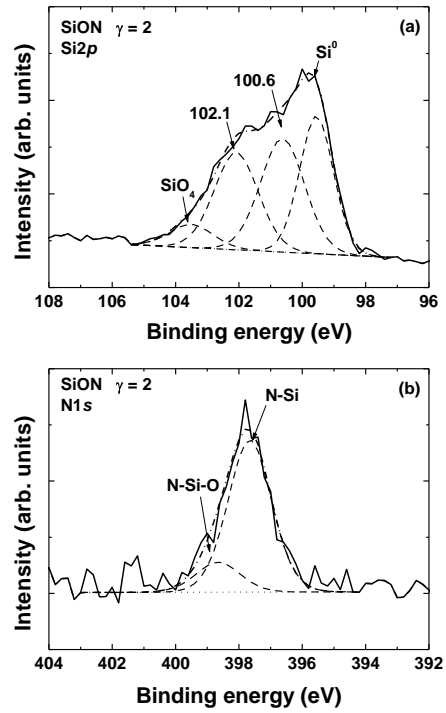 SiON γ = 2
(a)
Si2p
Si⁰
100.6
102.1
SiO₄
Intensity (arb. units)
108 106 104 102 100 98 96
Binding energy (eV)
SiON γ = 2
(b)
N1s
N-Si
N-Si-O
Intensity (arb. units)
404 402 400 398 396 394 392
Binding energy (eV)